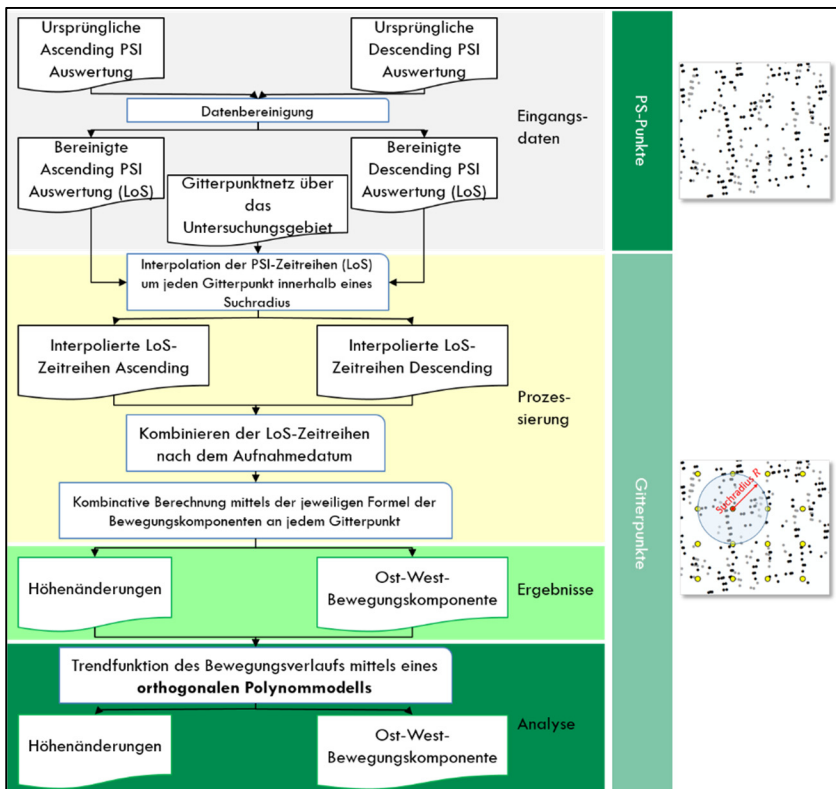 Ursprüngliche
Ascending PSI
Auswertung
Ursprüngliche
Descending PSI
Auswertung
Datenbereinigung
Eingangs-
daten
Bereinigte
Ascending PSI
Auswertung (LoS)
Bereinigte
Descending PSI
Auswertung (LoS)
Gitterpunktnetz über
das
Untersuchungsgebiet
PS-Punkte
Interpolation der PSI-Zeitreihen (LoS)
um jeden Gitterpunkt innerhalb eines
Suchradius
Interpolierte LoS-
Zeitreihen Ascending
Interpolierte LoS-
Zeitreihen Descending
Prozes-
sierung
Kombinieren der LoS-Zeitreihen
nach dem Aufnahmedatum
Kombinative Berechnung mittels der jeweiligen Formel der
Bewegungskomponenten an jedem Gitterpunkt
Gitterpunkte
Suchradius R
Höhenänderungen
Ost-West-
Bewegungskomponente
Ergebnisse
Trendfunktion des Bewegungsverlaufs mittels eines
orthogonalen Polynommodells
Höhenänderungen
Ost-West-
Bewegungskomponente
Analyse